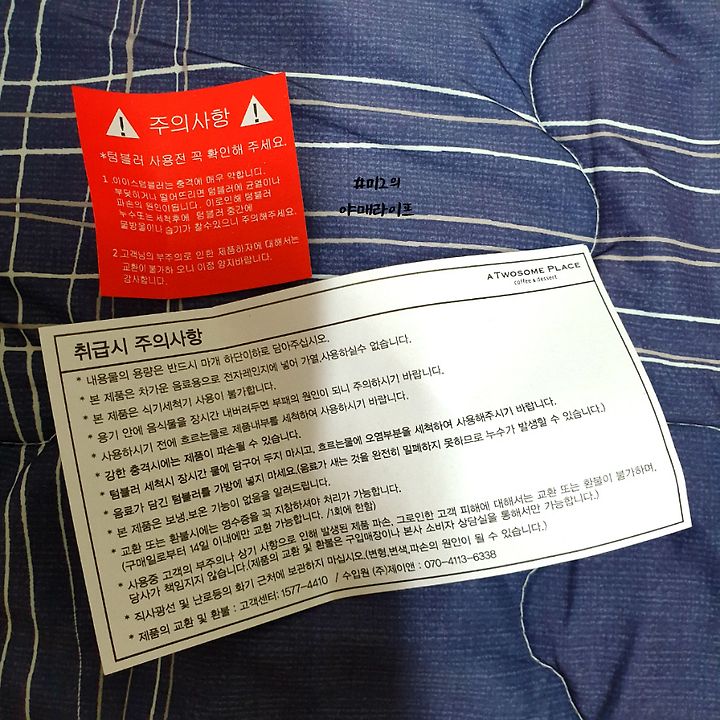 주의사항
*텀블러 사용전 꼭 확인해 주세요.
1.아이스텀블러는 충격에 매우 약합니다.
부딪히거나 떨어뜨리면 텀블러에 균열이나
파손의 원인이됩니다. 이로인해 텀블러
누수또는 세척후에 텀블러 중간에
물방울이나 습기가 찰수있으니 주의해주세요.
2.고객님의 부주의로 인한 제품하자에 대해서는
교환이 불가하 오니 이점 양지바랍니다.
감사합니다.
#미2의
야매라이프
A TWOSOME PLACE
coffee & dessert
취급시 주의사항
* 내용물의 용량은 반드시 마개 하단이하로 담아주십시오.
* 본 제품은 차가운 음료용으로 전자레인지에 넣어 가열,사용하실수 없습니다.
* 본 제품은 식기세척기 사용이 불가합니다.
* 용기 안에 음식물을 장시간 내버려두면 부패의 원인이 되니 주의하시기 바랍니다.
* 사용하시기 전에 흐르는물로 제품내부를 세척하여 사용하시기 바랍니다.
* 강한 충격시에는 제품이 파손될 수 있습니다.
* 텀블러 세척시 장시간 물에 담구어 두지 마시고, 흐르는물에 오염부분을 세척하여 사용해주시기 바랍니다.
* 음료가 담긴 텀블러를 가방에 넣지 마세요.(음료가 새는 것을 완전히 밀폐하지 못하므로 누수가 발생할 수 있습니다.)
* 본 제품은 보냉,보온 기능이 없음을 알려드립니다.
* 교환 또는 환불시에는 영수증을 꼭 지참하셔야 처리가 가능합니다.
(구매일로부터 14일 이내에만 교환 가능합니다. /1회에 한함)
* 사용중 고객의 부주의나 상기 사항으로 인해 발생된 제품 파손, 그로인한 고객 피해에 대해서는 교환 또는 환불이 불가하며,
당사가 책임지지 않습니다.(제품의 교환 및 환불은 구입매장이나 본사 소비자 상담실을 통해서만 가능합니다.)
* 직사광선 및 난로등의 화기 근처에 보관하지 마십시오.(변형,변색,파손의 원인이 될 수 있습니다.)
* 제품의 교환 및 환불 : 고객센터: 1577-4410 / 수입원 (주)제이앤 : 070-4113-6338